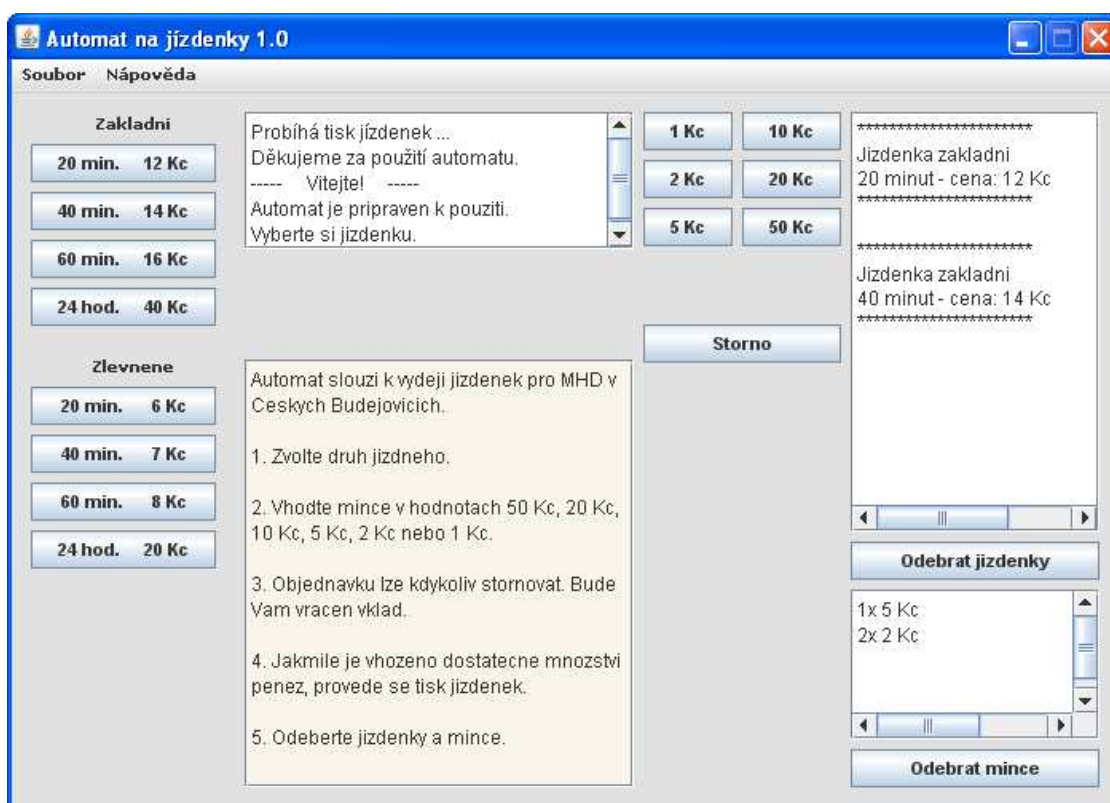 Automat na jízdenky 1.0
Soubor Nápověda
Zakladni
20 min. 12 Kc
40 min. 14 Kc
60 min. 16 Kc
24 hod. 40 Kc
Zlevnene
20 min. 6 Kc
40 min. 7 Kc
60 min. 8 Kc
24 hod. 20 Kc
Probíhá tisk jízdenek ...
Děkujeme za použití automatu.
----- Vitejte! -----
Automat je pripraven k pouziti.
Vyberte si jizdenku.
Automat slouzi k vydeji jizdenek pro MHD v
Ceskych Budejovicich.
1. Zvolte druh jizdneho.
2. Vhodte mince v hodnotach 50 Kc, 20 Kc,
10 Kc, 5 Kc, 2 Kc nebo 1 Kc.
3. Objednavku lze kdykoliv stornovat. Bude
Vam vracen vklad.
4. Jakmile je vhozeno dostatecne mnozstvi
penez, provede se tisk jizdenek.
5. Odeberte jizdenky a mince.
1 Kc 10 Kc
2 Kc 20 Kc
5 Kc 50 Kc
Storno
**********************
Jizdenka zakladni
20 minut - cena: 12 Kc
**********************
**********************
Jizdenka zakladni
40 minut - cena: 14 Kc
**********************
Odebrat jizdenky
1x 5 Kc
2x 2 Kc
Odebrat mince